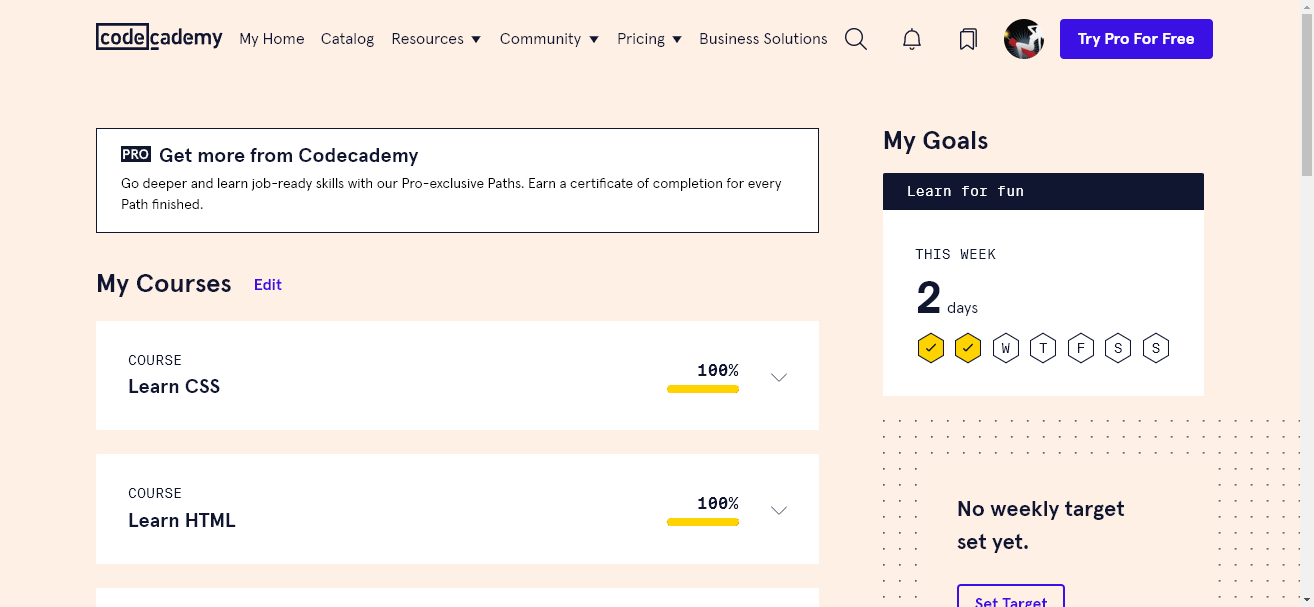 codecademy My Home Catalog Resources Community Pricing Business Solutions Try Pro For Free
PRO Get more from Codecademy
Go deeper and learn job-ready skills with our Pro-exclusive Paths. Earn a certificate of completion for every
Path finished.
My Courses Edit
COURSE
Learn CSS
100%
COURSE
Learn HTML
100%
My Goals
Learn for fun
THIS WEEK
2 days
W T F S S
No weekly target
set yet.
Set Target